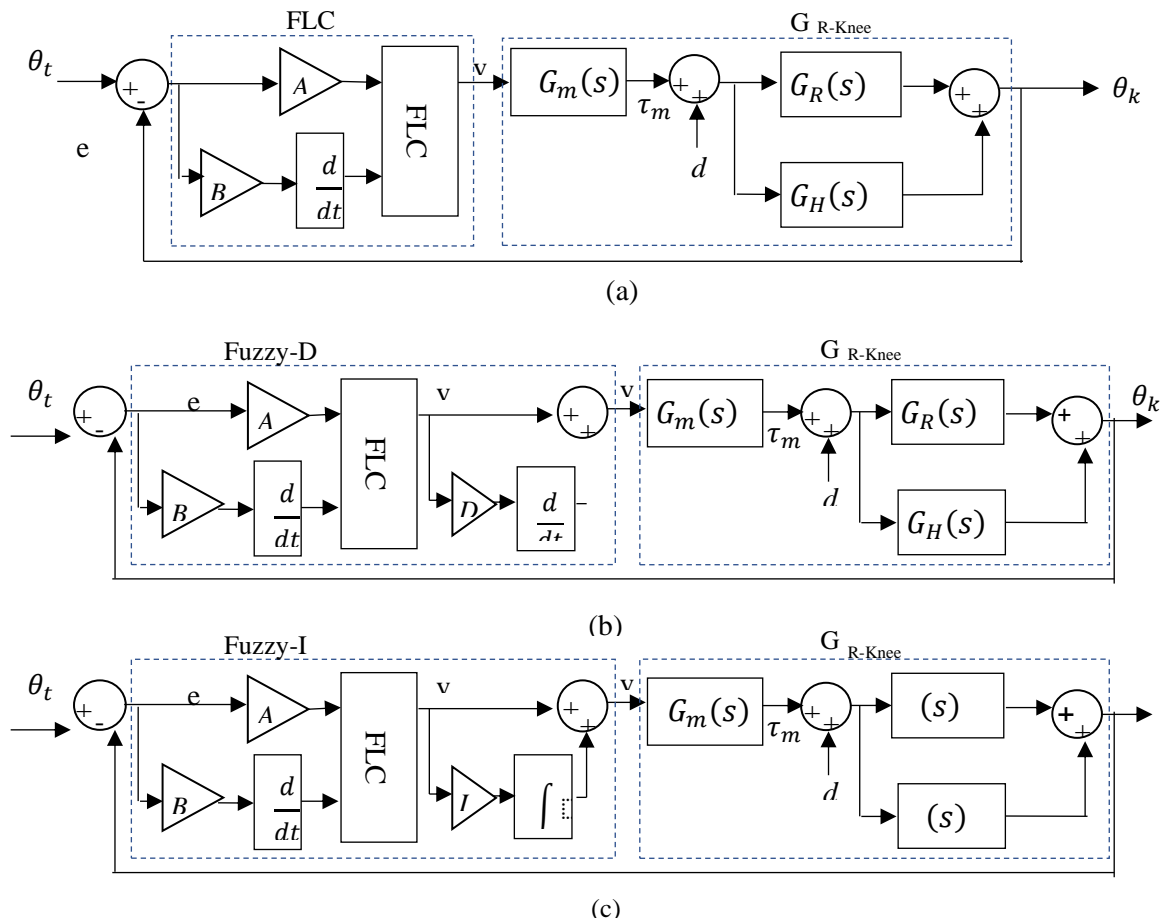 FLC
G R-Knee
θt
+
-
e
A
B
d
dt
FLC
v
Gm(s)
τm
+
+
d
GR(s)
GH(s)
+
+
θk
(a)
Fuzzy-D
G R-Knee
θt
+
-
e
A
B
d
dt
FLC
v
D
d
dt
+
+
v
Gm(s)
τm
+
+
d
GR(s)
GH(s)
+
+
θk
(b)
Fuzzy-I
G R-Knee
θt
+
-
e
A
B
d
dt
FLC
v
I
∫
+
+
v
Gm(s)
τm
+
+
d
(s)
(s)
+
+
(c)